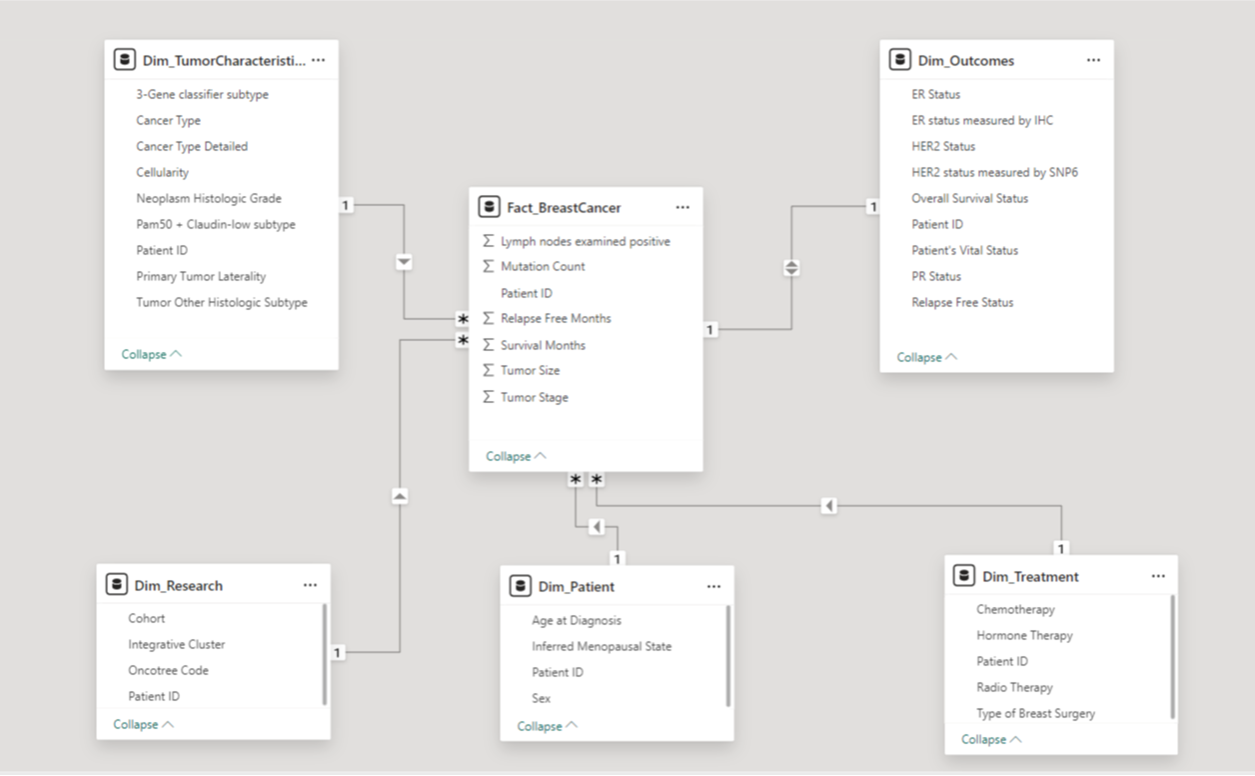 Dim_TumorCharacteristi...
3-Gene classifier subtype
Cancer Type
Cancer Type Detailed
Cellularity
Neoplasm Histologic Grade
Pam50 + Claudin-low subtype
Patient ID
Primary Tumor Laterality
Tumor Other Histologic Subtype
Collapse
1
*
Dim_Outcomes
ER Status
ER status measured by IHC
HER2 Status
HER2 status measured by SNP6
Overall Survival Status
Patient ID
Patient's Vital Status
PR Status
Relapse Free Status
Collapse
1
1
Fact_BreastCancer
Σ Lymph nodes examined positive
Σ Mutation Count
Patient ID
Σ Relapse Free Months
Σ Survival Months
Σ Tumor Size
Σ Tumor Stage
Collapse
*
* *
Dim_Research
Cohort
Integrative Cluster
Oncotree Code
Patient ID
Collapse
1
1
Dim_Patient
Age at Diagnosis
Inferred Menopausal State
Patient ID
Sex
Collapse
1
Dim_Treatment
Chemotherapy
Hormone Therapy
Patient ID
Radio Therapy
Type of Breast Surgery
Collapse